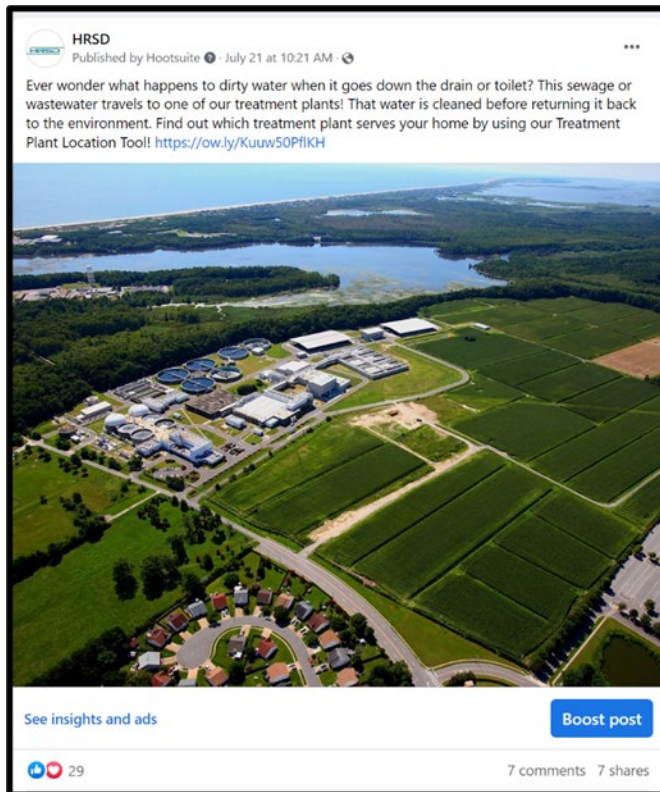 HRSD
HRSD
Published by Hootsuite · July 21 at 10:21 AM ·
Ever wonder what happens to dirty water when it goes down the drain or toilet? This sewage or
wastewater travels to one of our treatment plants! That water is cleaned before returning it back
to the environment. Find out which treatment plant serves your home by using our Treatment
Plant Location Tool! https://ow.ly/Kuuw50PflKH
See insights and ads
Boost post
29
7 comments 7 shares